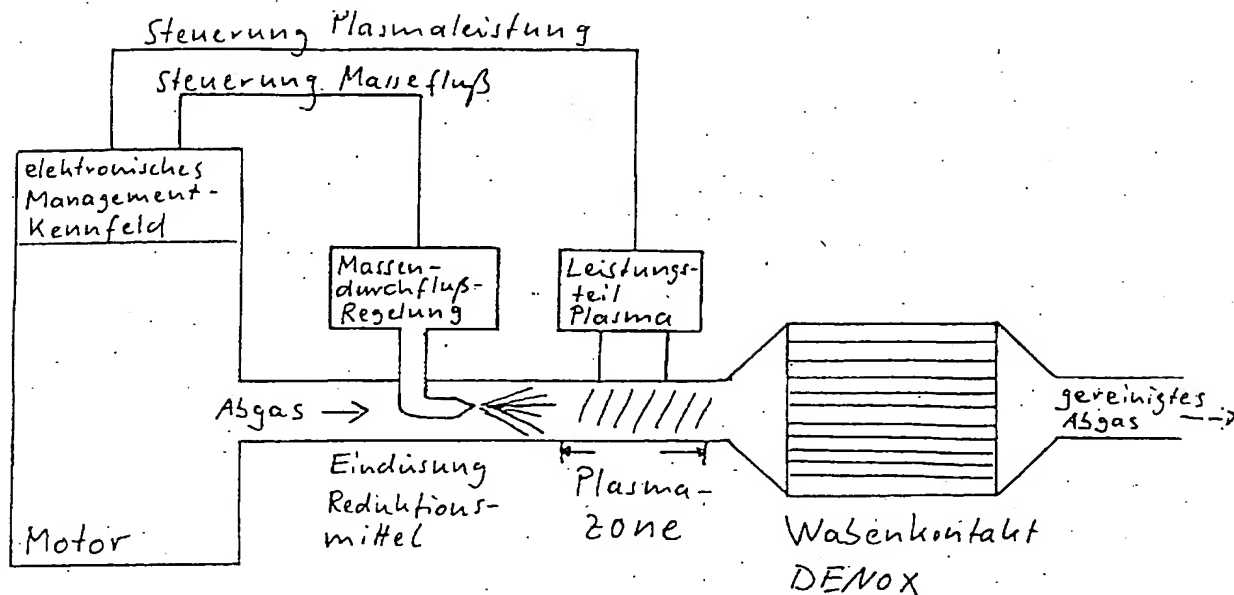 Steuerung Plasmaleistung
Steuerung Massefluß
elektronisches
Management-
Kennfeld
Massen-
durchfluß-
Regelung
Leistungs-
teil
Plasma
Abgas
gereinigtes
Abgas
Eindüsung
Reduktions-
mittel
Plasma-
zone
Motor
Wabenkontakt
DENOX